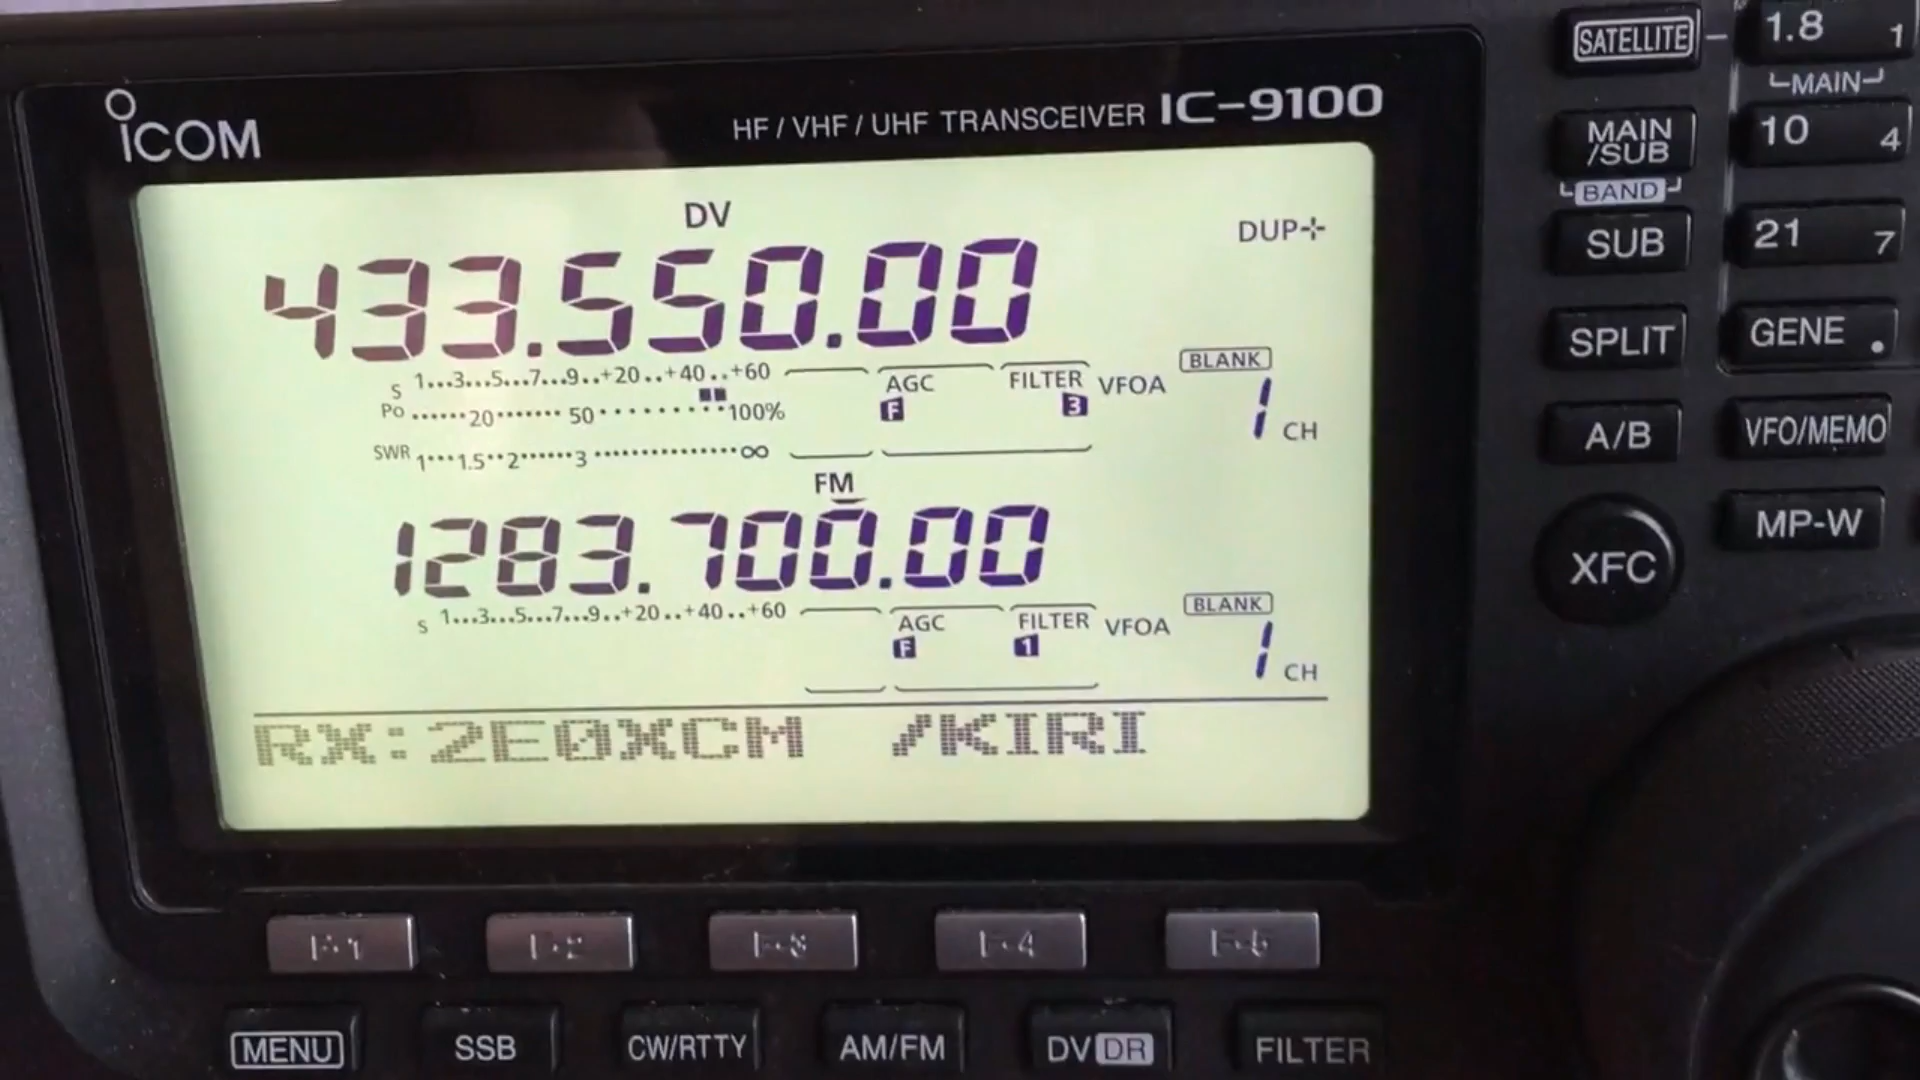 ICOM
HF / VHF / UHF TRANSCEIVER IC-9100
DV
DUP+
433.550.00
S 1...3...5...7...9..+20..+40..+60
Po ······20······· 50 ·········100%
SWR 1···1.5··2······3 ···············∞
AGC
F
FILTER
3
VFOA
BLANK
1 CH
FM
1283.700.00
S 1...3...5...7...9..+20..+40..+60
AGC
F
FILTER
1
VFOA
BLANK
1 CH
RX:2E0XCM /KIRI
F-1 F-2 F-3 F-4 F-5
MENU SSB CW/RTTY AM/FM DV DR FILTER
SATELLITE
1.8 1
MAIN
MAIN
/SUB
10 4
BAND
SUB
21 7
SPLIT
GENE .
A/B
VFO/MEMO
XFC
MP-W